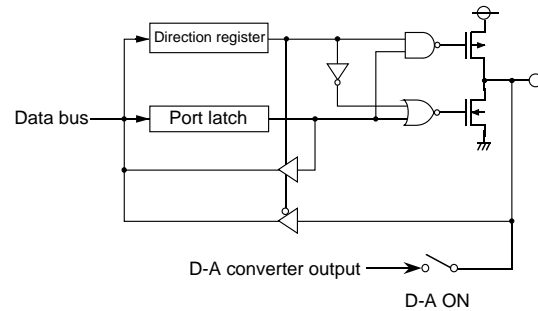 Direction register
Data bus
Port latch
D-A converter output
D-A ON